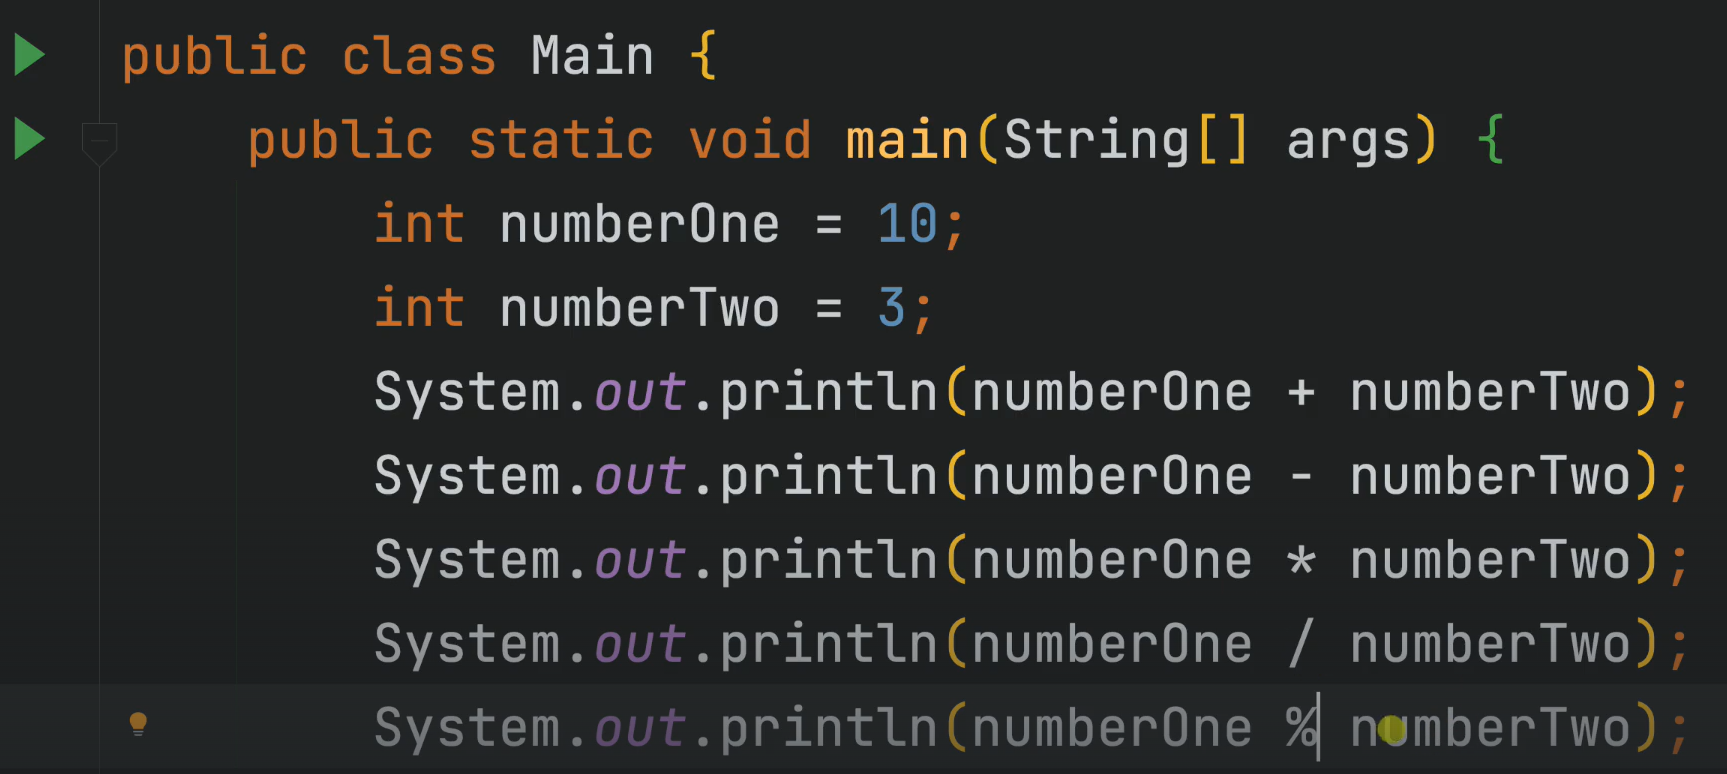 public class Main {
public static void main(String[] args) {
int numberOne = 10;
int numberTwo = 3;
System.out.println(numberOne + numberTwo);
System.out.println(numberOne - numberTwo);
System.out.println(numberOne * numberTwo);
System.out.println(numberOne / numberTwo);
System.out.println(numberOne % numberTwo);